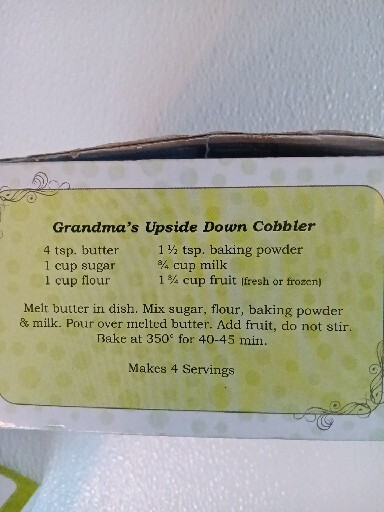 Grandma's Upside Down Cobbler
4 tsp. butter 1 ½ tsp. baking powder
1 cup sugar ¾ cup milk
1 cup flour 1 ¾ cup fruit (fresh or frozen)
Melt butter in dish. Mix sugar, flour, baking powder
& milk. Pour over melted butter. Add fruit, do not stir.
Bake at 350° for 40-45 min.
Makes 4 Servings